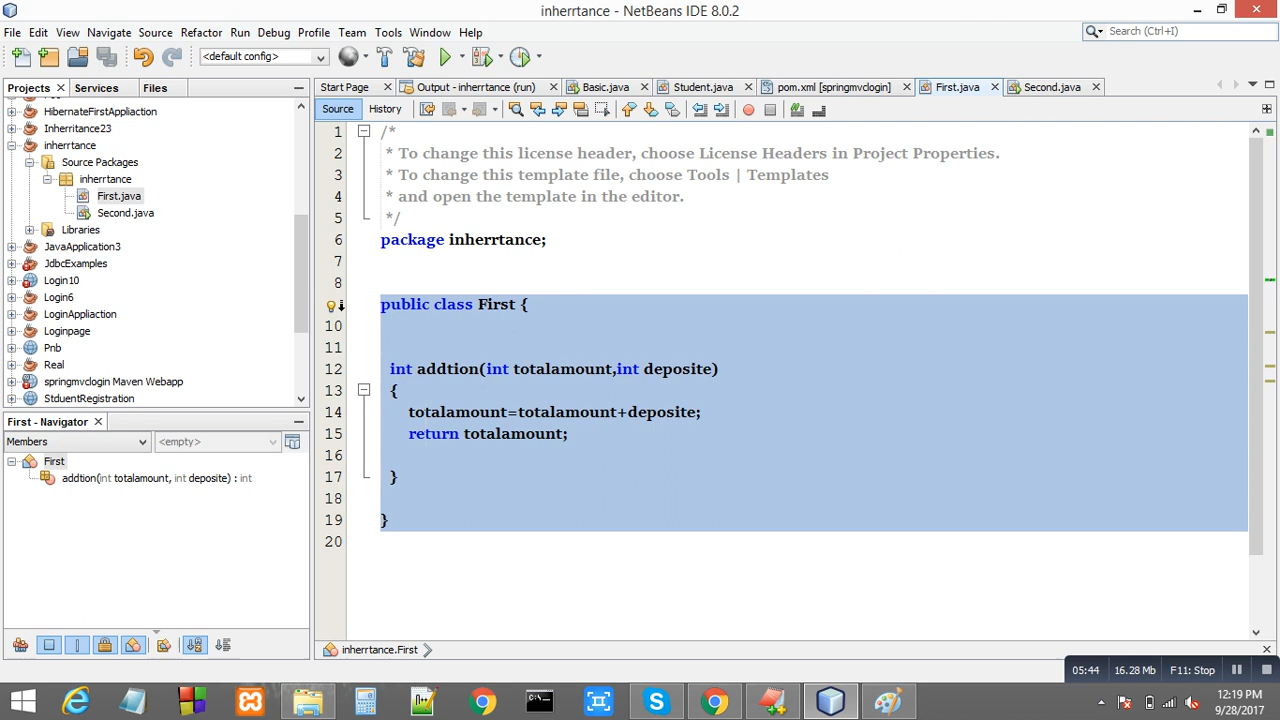 inherrtance - NetBeans IDE 8.0.2
File Edit View Navigate Source Refactor Run Debug Profile Team Tools Window Help
Search (Ctrl+I)
<default config>
Projects Services Files
HibernateFirstAppliaction
Inherritance23
inherrtance
Source Packages
inherrtance
First.java
Second.java
Libraries
JavaApplication3
JdbcExamples
Login10
Login6
LoginAppliaction
Loginpage
Pnb
Real
springmvclogin Maven Webapp
StduentRegistration
First - Navigator
Members <empty>
First
addtion(int totalamount, int deposite) : int
Start Page Output - inherrtance (run) Basic.java Student.java pom.xml [springmvclogin] First.java Second.java
Source History
1 /*
2 * To change this license header, choose License Headers in Project Properties.
3 * To change this template file, choose Tools | Templates
4 * and open the template in the editor.
5 */
6 package inherrtance;
7
8
public class First {
10
11
12 int addtion(int totalamount,int deposite)
13 {
14 totalamount=totalamount+deposite;
15 return totalamount;
16
17 }
18
19 }
20
inherrtance.First
05:44 16.28 Mb F11: Stop
12:19 PM
9/28/2017